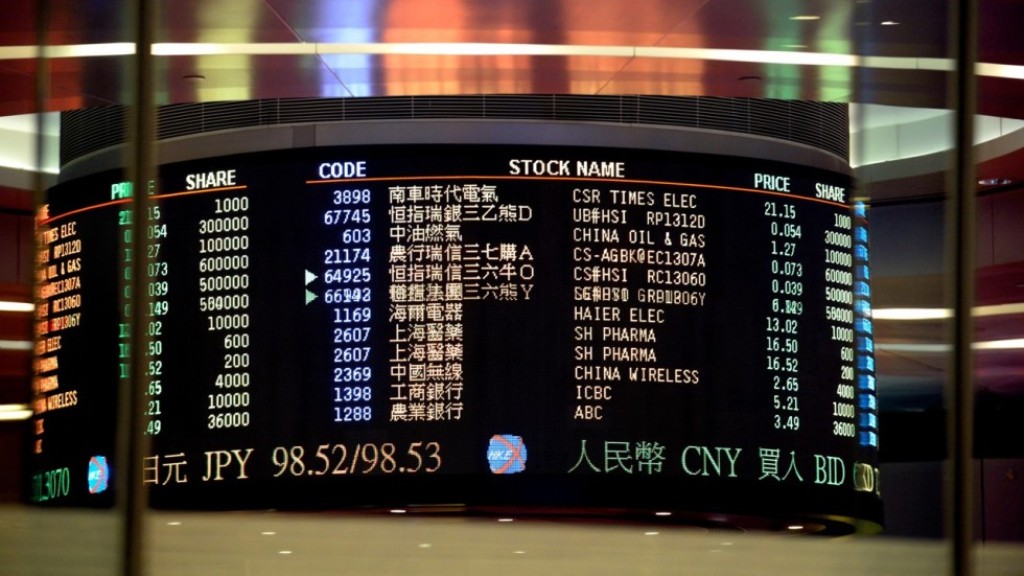 CODE STOCK NAME PRICE SHARE
3898 南車時代電氣 CSR TIMES ELEC 21.15 1000
67745 恒指瑞銀三乙熊D UB#HSI RP1312D 0.054 300000
603 中油燃氣 CHINA OIL & GAS 1.27 100000
21174 農行瑞信三七購A CS-AGBK@EC1307A 0.073 600000
64925 恒指瑞信三六牛O CS#HSI RC1306O 0.039 500000
三六熊Y
1169 海爾電器 HAIER ELEC 13.02 10000
2607 上海醫藥 SH PHARMA 16.50 600
2607 上海醫藥 SH PHARMA 16.52 200
2369 中國無線 CHINA WIRELESS 2.65 4000
1398 工商銀行 ICBC 5.21 10000
1288 農業銀行 ABC 3.49 36000
日元 JPY 98.52/98.53 HKEx 人民幣 CNY 買入 BID
SHARE
1000
300000
100000
600000
500000
504000
10000
600
200
4000
10000
36000